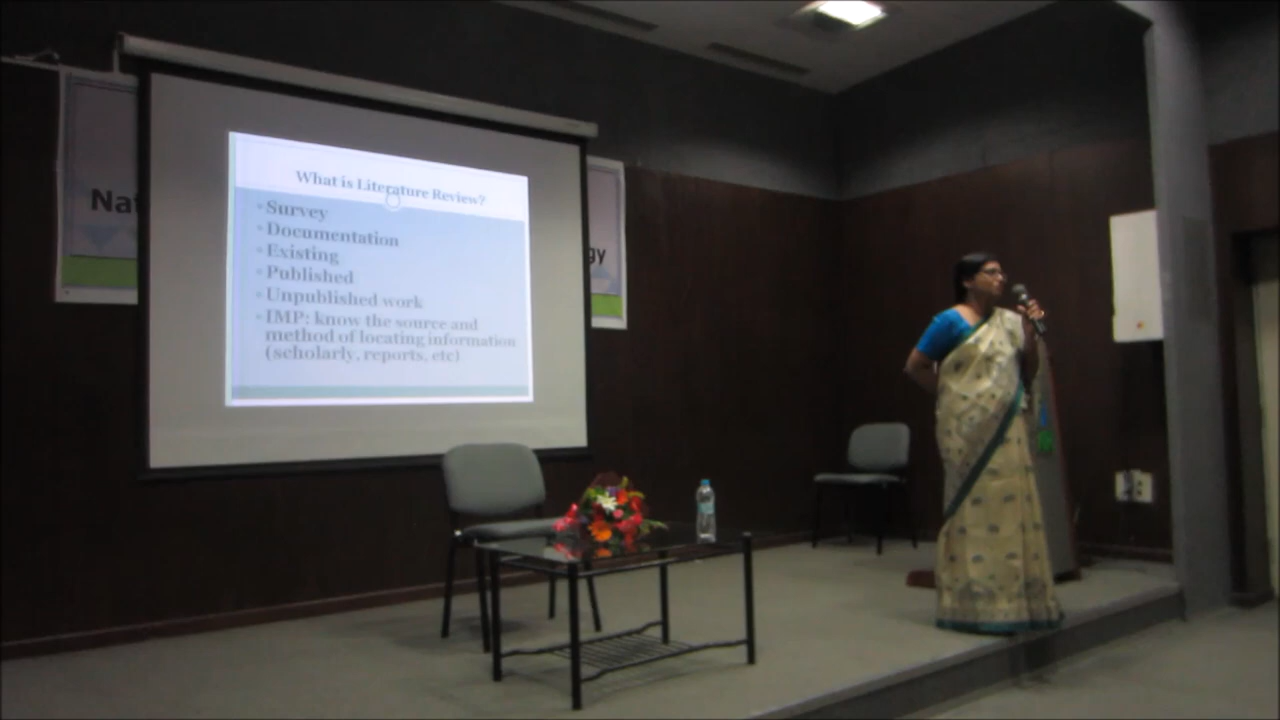 What is Literature Review?
Survey
Documentation
Existing
Published
Unpublished work
IMP: know the source and
method of locating information
(scholarly, reports, etc)
Nat
gy